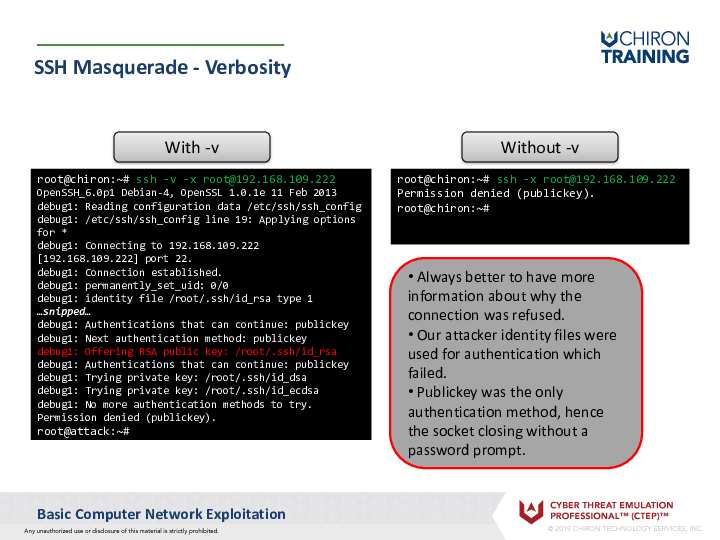 CHIRON
TRAINING
SSH Masquerade - Verbosity
With -v
Without -v
root@chiron:~# ssh -v -x root@192.168.109.222
OpenSSH_6.0p1 Debian-4, OpenSSL 1.0.1e 11 Feb 2013
debug1: Reading configuration data /etc/ssh/ssh_config
debug1: /etc/ssh/ssh_config line 19: Applying options
for *
debug1: Connecting to 192.168.109.222
[192.168.109.222] port 22.
debug1: Connection established.
debug1: permanently_set_uid: 0/0
debug1: identity file /root/.ssh/id_rsa type 1
…snipped…
debug1: Authentications that can continue: publickey
debug1: Next authentication method: publickey
debug1: Offering RSA public key: /root/.ssh/id_rsa
debug1: Authentications that can continue: publickey
debug1: Trying private key: /root/.ssh/id_dsa
debug1: Trying private key: /root/.ssh/id_ecdsa
debug1: No more authentication methods to try.
Permission denied (publickey).
root@attack:~#
root@chiron:~# ssh -x root@192.168.109.222
Permission denied (publickey).
root@chiron:~#
• Always better to have more
information about why the
connection was refused.
• Our attacker identity files were
used for authentication which
failed.
• Publickey was the only
authentication method, hence
the socket closing without a
password prompt.
Basic Computer Network Exploitation
Any unauthorized use or disclosure of this material is strictly prohibited.
CYBER THREAT EMULATION
PROFESSIONAL™ (CTEP)™
© 2019 CHIRON TECHNOLOGY SERVICES, INC.